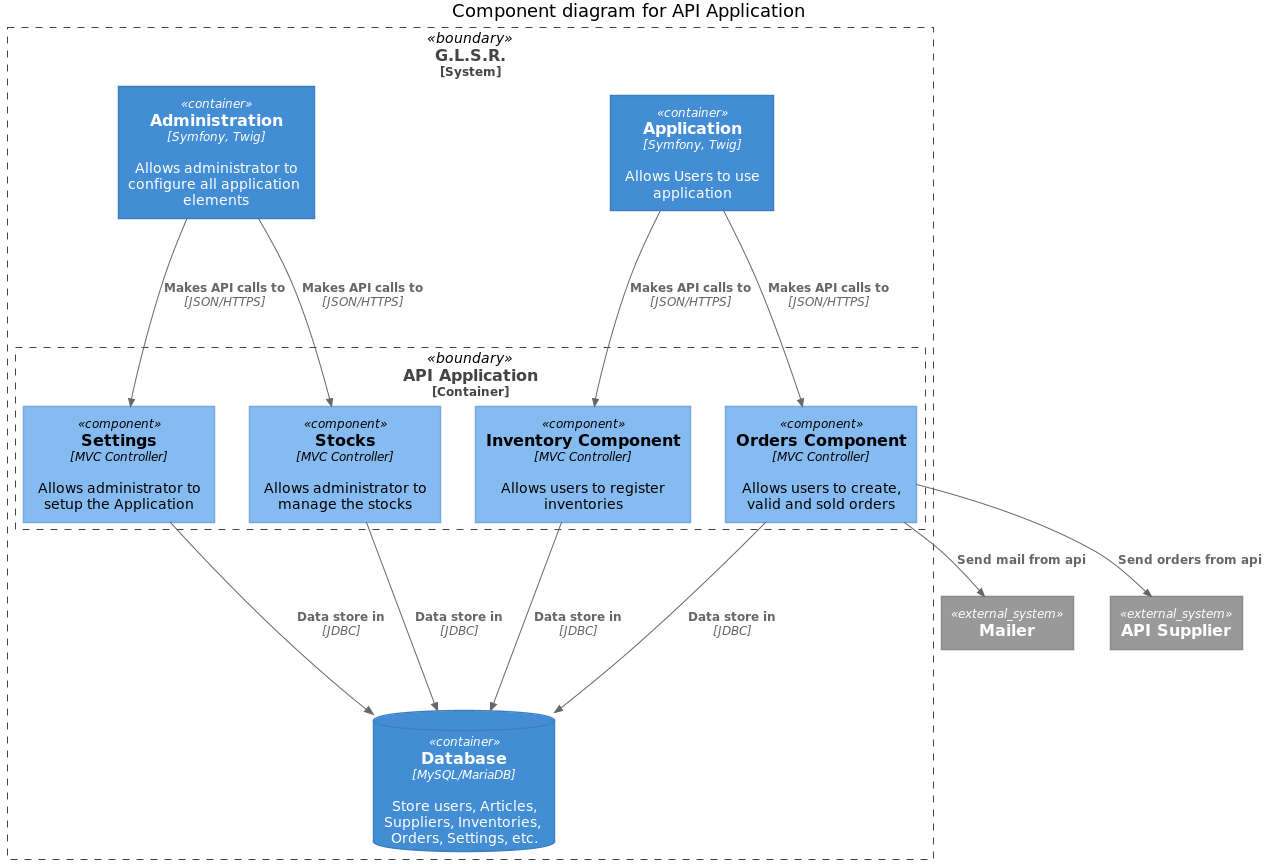 Component diagram for API Application
«boundary»
G.L.S.R.
[System]
«container»
Administration
[Symfony, Twig]
Allows administrator to
configure all application
elements
«container»
Application
[Symfony, Twig]
Allows Users to use
application
Makes API calls to
[JSON/HTTPS]
Makes API calls to
[JSON/HTTPS]
Makes API calls to
[JSON/HTTPS]
Makes API calls to
[JSON/HTTPS]
«boundary»
API Application
[Container]
«component»
Settings
[MVC Controller]
Allows administrator to
setup the Application
«component»
Stocks
[MVC Controller]
Allows administrator to
manage the stocks
«component»
Inventory Component
[MVC Controller]
Allows users to register
inventories
«component»
Orders Component
[MVC Controller]
Allows users to create,
valid and sold orders
Send mail from api
Send orders from api
«external_system»
Mailer
«external_system»
API Supplier
Data store in
[JDBC]
Data store in
[JDBC]
Data store in
[JDBC]
Data store in
[JDBC]
«container»
Database
[MySQL/MariaDB]
Store users, Articles,
Suppliers, Inventories,
Orders, Settings, etc.